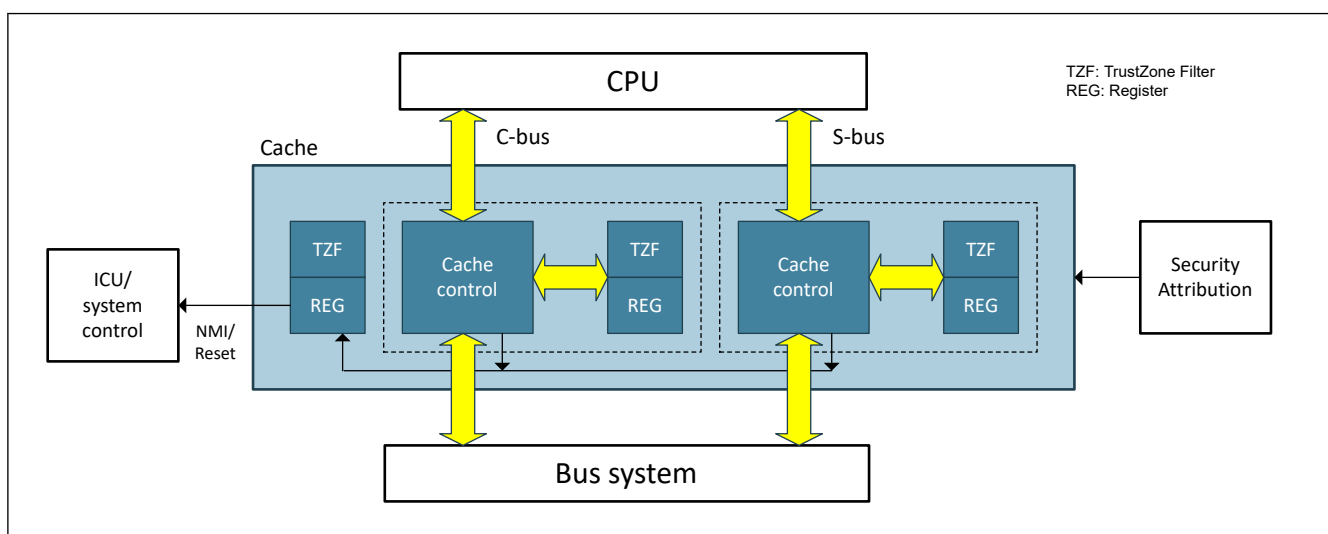 CPU
TZF: TrustZone Filter
REG: Register
C-bus
S-bus
Cache
TZF
REG
Cache
control
TZF
REG
Cache
control
TZF
REG
ICU/
system
control
NMI/
Reset
Security
Attribution
Bus system